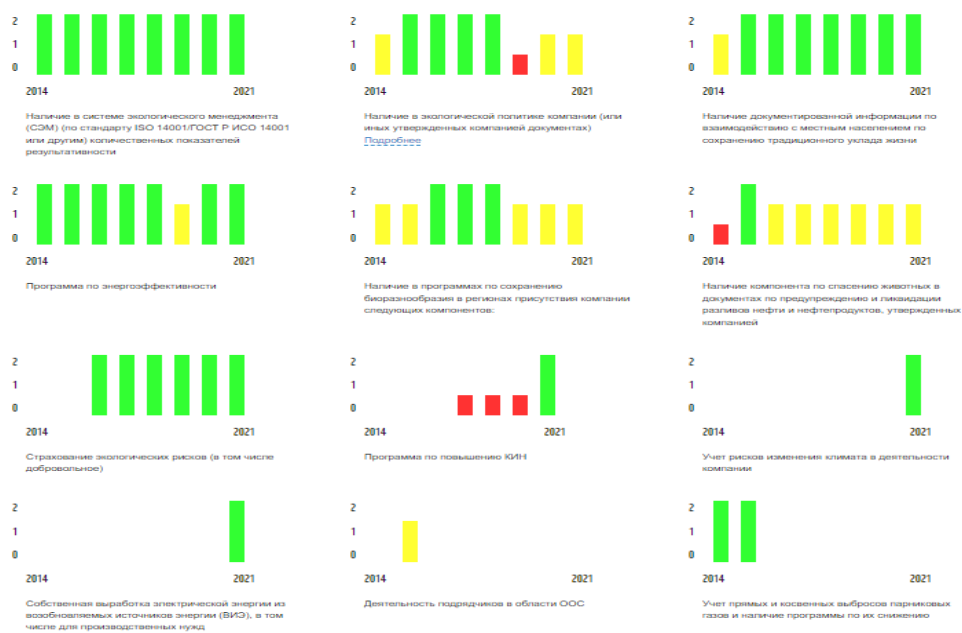 2
1
0
2014 2021
Наличие в системе экологического менеджмента
(СЭМ) (по стандарту ISO 14001/ГОСТ Р ИСО 14001
или другим) количественных показателей
результативности
2
1
0
2014 2021
Наличие в экологической политике компании (или
иных утвержденных компанией документах)
Подробнее
2
1
0
2014 2021
Наличие документированной информации по
взаимодействию с местным населением по
сохранению традиционного уклада жизни
2
1
0
2014 2021
Программа по энергоэффективности
2
1
0
2014 2021
Наличие в программах по сохранению
биоразнообразия в регионах присутствия компании
следующих компонентов:
2
1
0
2014 2021
Наличие компонента по спасению животных в
документах по предупреждению и ликвидации
разливов нефти и нефтепродуктов, утвержденных
компанией
2
1
0
2014 2021
Страхование экологических рисков (в том числе
добровольное)
2
1
0
2014 2021
Программа по повышению КИН
2
1
0
2014 2021
Учет рисков изменения климата в деятельности
компании
2
1
0
2014 2021
Собственная выработка электрической энергии из
возобновляемых источников энергии (ВИЭ), в том
числе для производственных нужд
2
1
0
2014 2021
Деятельность подрядчиков в области ООС
2
1
0
2014 2021
Учет прямых и косвенных выбросов парниковых
газов и наличие программы по их снижению